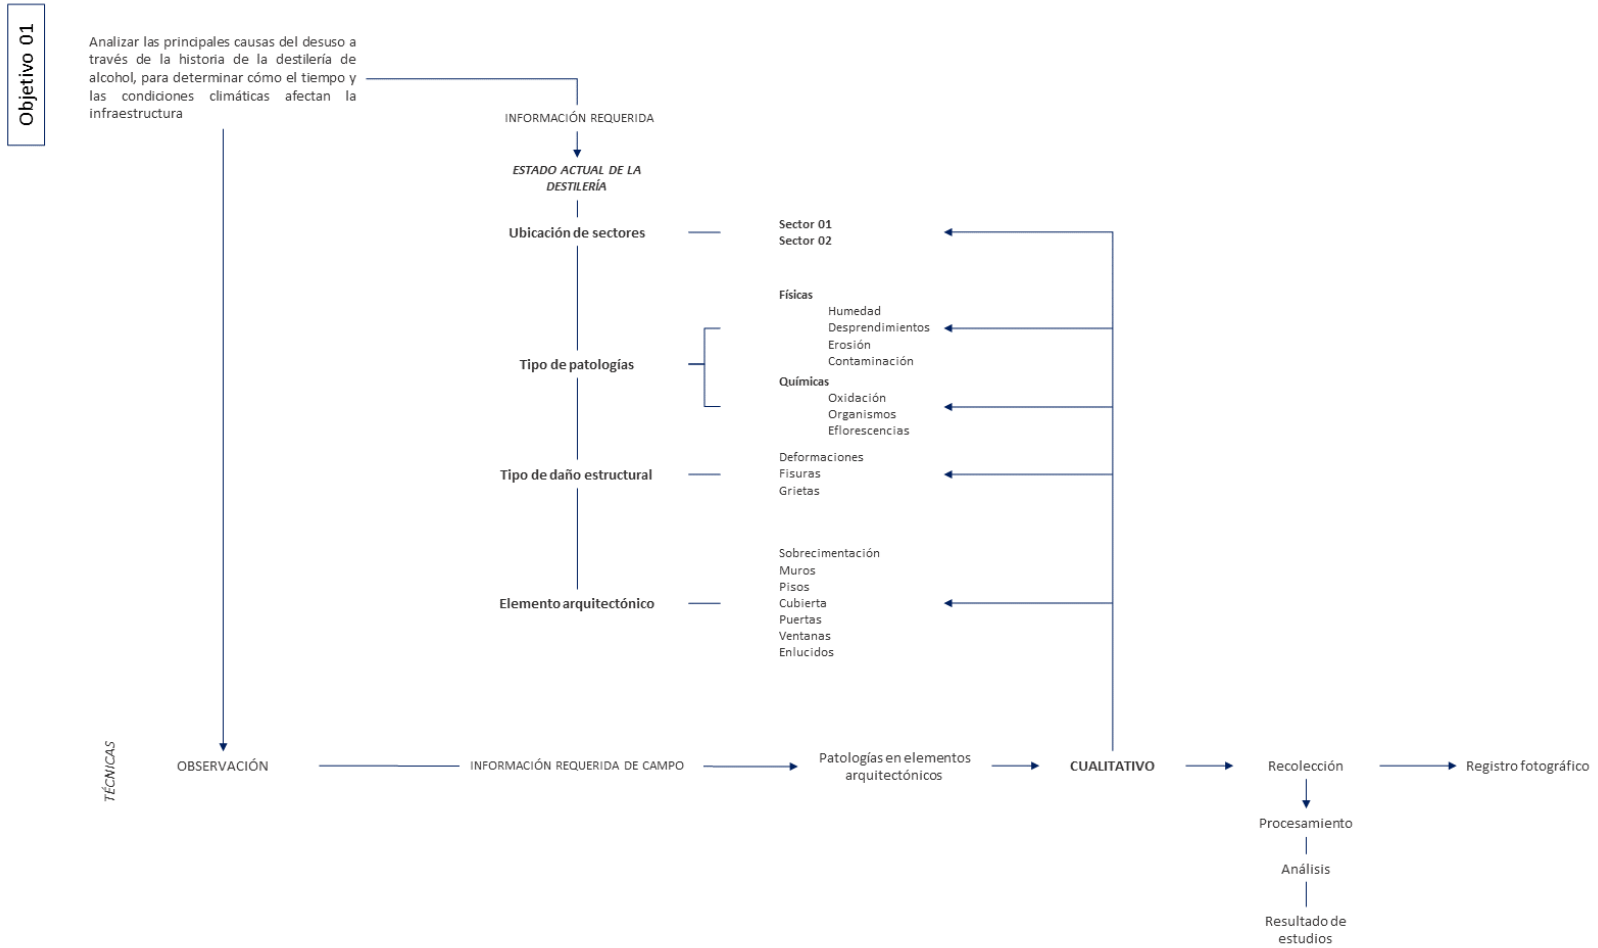 Objetivo 01
Analizar las principales causas del desuso a
través de la historia de la destilería de
alcohol, para determinar cómo el tiempo y
las condiciones climáticas afectan la
infraestructura
INFORMACIÓN REQUERIDA
ESTADO ACTUAL DE LA
DESTILERÍA
Ubicación de sectores
Sector 01
Sector 02
Tipo de patologías
Físicas
Humedad
Desprendimientos
Erosión
Contaminación
Químicas
Oxidación
Organismos
Eflorescencias
Tipo de daño estructural
Deformaciones
Fisuras
Grietas
Elemento arquitectónico
Sobrecimentación
Muros
Pisos
Cubierta
Puertas
Ventanas
Enlucidos
TÉCNICAS
OBSERVACIÓN
INFORMACIÓN REQUERIDA DE CAMPO
Patologías en elementos
arquitectónicos
CUALITATIVO
Recolección
Registro fotográfico
Procesamiento
Análisis
Resultado de
estudios